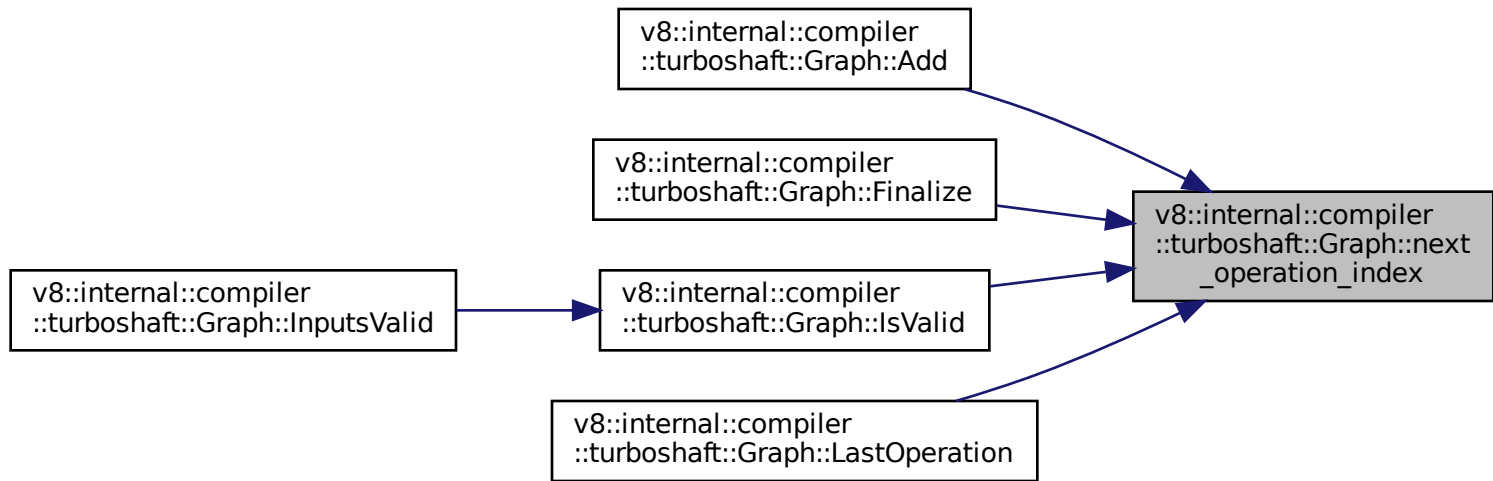 v8::internal::compiler
::turboshaft::Graph::Add
v8::internal::compiler
::turboshaft::Graph::Finalize
v8::internal::compiler
::turboshaft::Graph::next
_operation_index
v8::internal::compiler
::turboshaft::Graph::InputsValid
v8::internal::compiler
::turboshaft::Graph::IsValid
v8::internal::compiler
::turboshaft::Graph::LastOperation